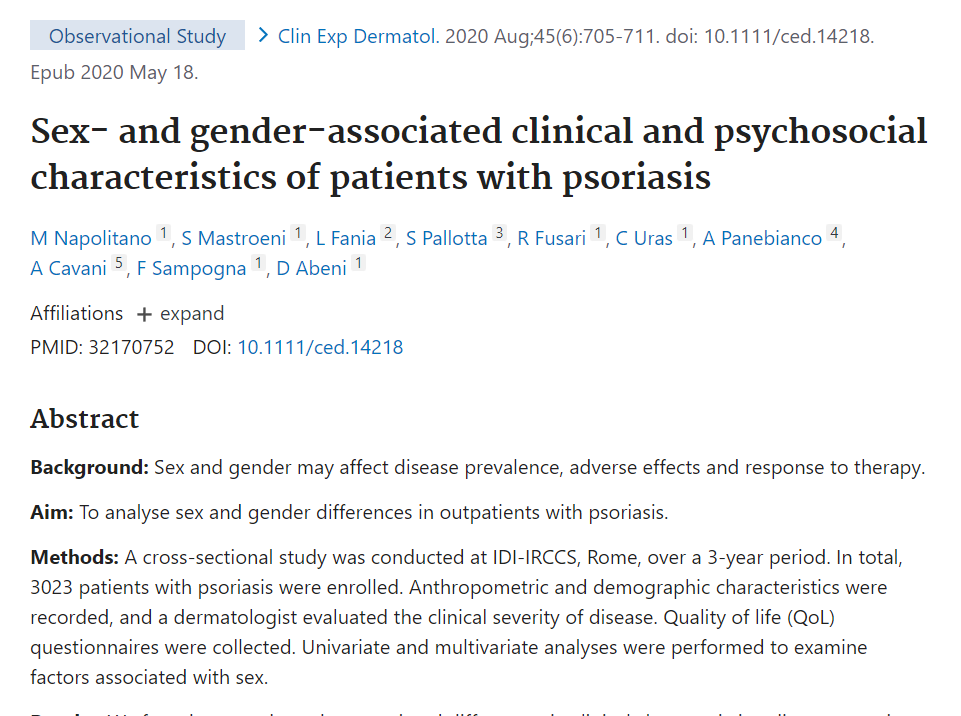 Observational Study > Clin Exp Dermatol. 2020 Aug;45(6):705-711. doi: 10.1111/ced.14218.
Epub 2020 May 18.
Sex- and gender-associated clinical and psychosocial
characteristics of patients with psoriasis
M Napolitano 1, S Mastroeni 1, L Fania 2, S Pallotta 3, R Fusari 1, C Uras 1, A Panebianco 4,
A Cavani 5, F Sampogna 1, D Abeni 1
Affiliations + expand
PMID: 32170752 DOI: 10.1111/ced.14218
Abstract
Background: Sex and gender may affect disease prevalence, adverse effects and response to therapy.
Aim: To analyse sex and gender differences in outpatients with psoriasis.
Methods: A cross-sectional study was conducted at IDI-IRCCS, Rome, over a 3-year period. In total,
3023 patients with psoriasis were enrolled. Anthropometric and demographic characteristics were
recorded, and a dermatologist evaluated the clinical severity of disease. Quality of life (QoL)
questionnaires were collected. Univariate and multivariate analyses were performed to examine
factors associated with sex.